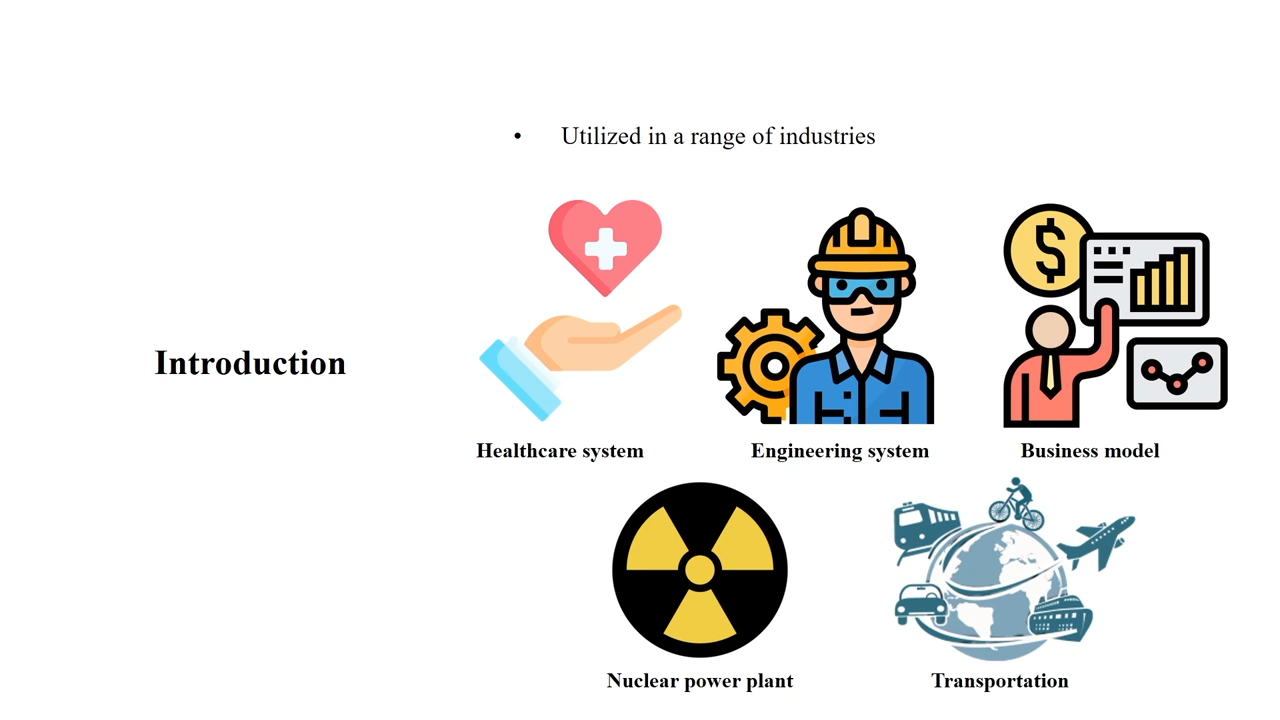 • Utilized in a range of industries
Introduction
$
Healthcare system
Engineering system
Business model
Nuclear power plant
Transportation